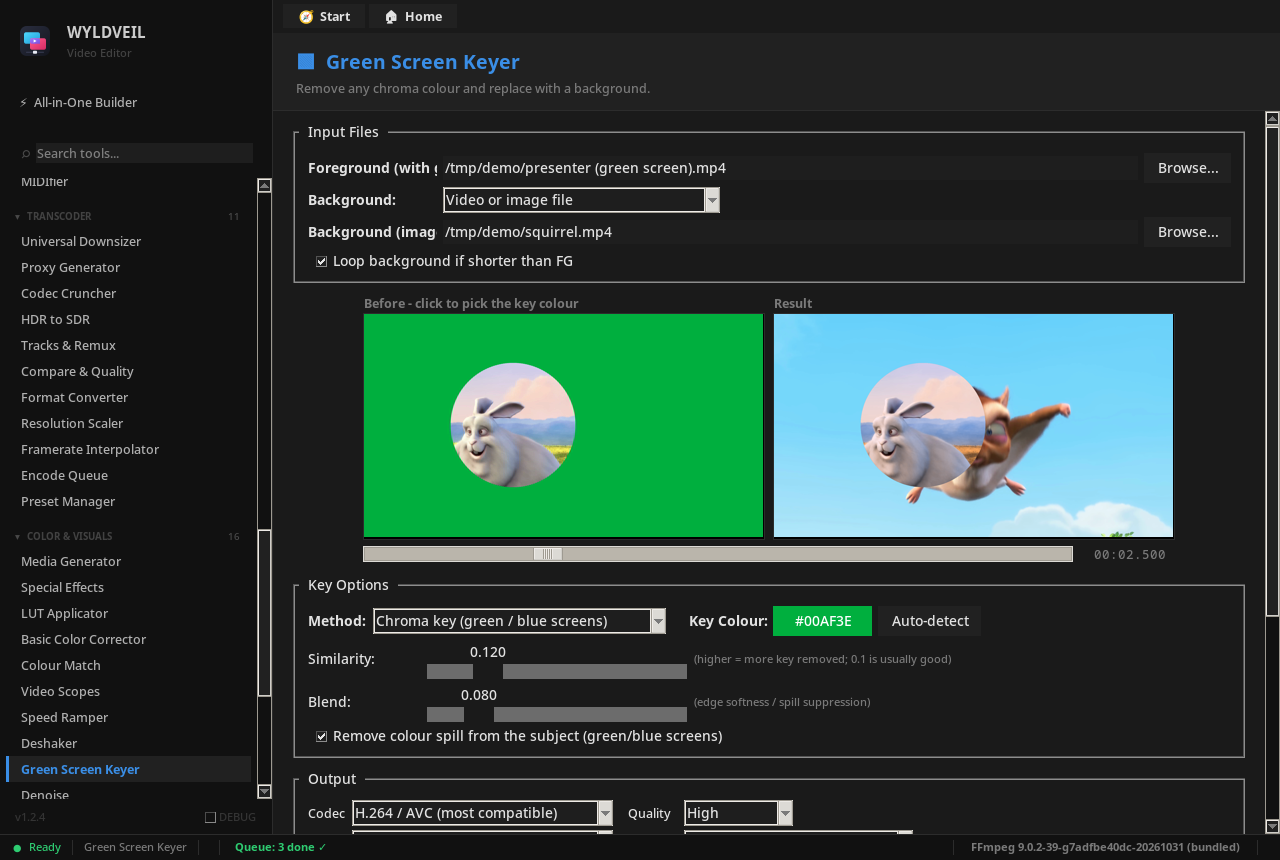 WYLDVEIL
Video Editor
⚡ All-in-One Builder
Search tools...
MIDIfier
TRANSCODER 11
Universal Downsizer
Proxy Generator
Codec Cruncher
HDR to SDR
Tracks & Remux
Compare & Quality
Format Converter
Resolution Scaler
Framerate Interpolator
Encode Queue
Preset Manager
COLOR & VISUALS 16
Media Generator
Special Effects
LUT Applicator
Basic Color Corrector
Colour Match
Video Scopes
Speed Ramper
Deshaker
Green Screen Keyer
Denoise
v1.2.4 DEBUG
Start Home
Green Screen Keyer
Remove any chroma colour and replace with a background.
Input Files
Foreground (with g /tmp/demo/presenter (green screen).mp4 Browse...
Background: Video or image file
Background (imag /tmp/demo/squirrel.mp4 Browse...
Loop background if shorter than FG
Before - click to pick the key colour Result
00:02.500
Key Options
Method: Chroma key (green / blue screens) Key Colour: #00AF3E Auto-detect
0.120
Similarity: (higher = more key removed; 0.1 is usually good)
0.080
Blend: (edge softness / spill suppression)
Remove colour spill from the subject (green/blue screens)
Output
Codec H.264 / AVC (most compatible) Quality High
Ready Green Screen Keyer Queue: 3 done ✓ FFmpeg 9.0.2-39-g7adfbe40dc-20261031 (bundled)